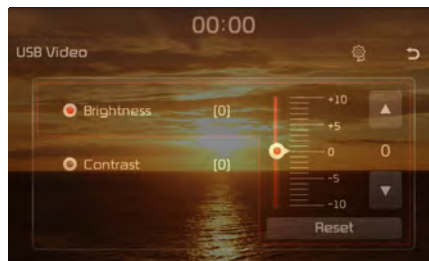 00:00
USB Video
Brightness [0]
Contrast [0]
+10
+5
0
-5
-10
▲
0
▼
Reset